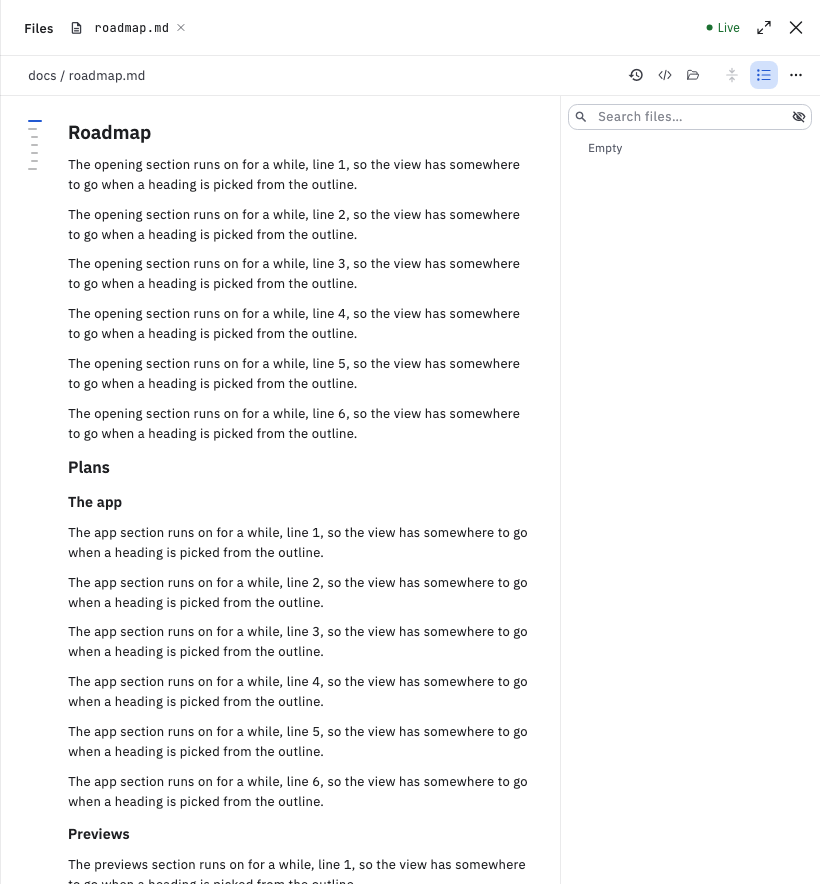 Files
roadmap.md
Live
docs / roadmap.md
Search files...
Empty
Roadmap
The opening section runs on for a while, line 1, so the view has somewhere
to go when a heading is picked from the outline.
The opening section runs on for a while, line 2, so the view has somewhere
to go when a heading is picked from the outline.
The opening section runs on for a while, line 3, so the view has somewhere
to go when a heading is picked from the outline.
The opening section runs on for a while, line 4, so the view has somewhere
to go when a heading is picked from the outline.
The opening section runs on for a while, line 5, so the view has somewhere
to go when a heading is picked from the outline.
The opening section runs on for a while, line 6, so the view has somewhere
to go when a heading is picked from the outline.
Plans
The app
The app section runs on for a while, line 1, so the view has somewhere to go
when a heading is picked from the outline.
The app section runs on for a while, line 2, so the view has somewhere to go
when a heading is picked from the outline.
The app section runs on for a while, line 3, so the view has somewhere to go
when a heading is picked from the outline.
The app section runs on for a while, line 4, so the view has somewhere to go
when a heading is picked from the outline.
The app section runs on for a while, line 5, so the view has somewhere to go
when a heading is picked from the outline.
The app section runs on for a while, line 6, so the view has somewhere to go
when a heading is picked from the outline.
Previews
The previews section runs on for a while, line 1, so the view has somewhere
to go when a heading is picked from the outline.